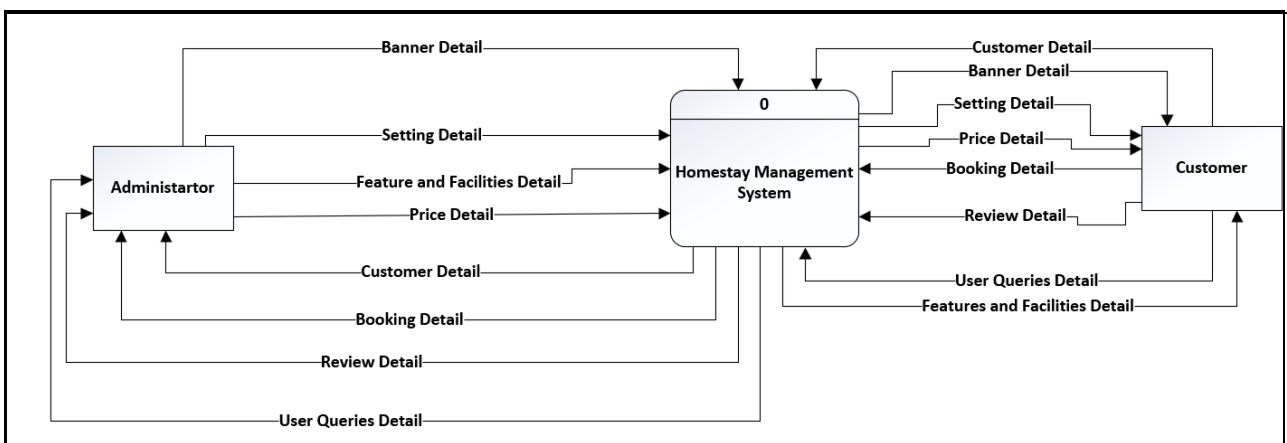 Banner Detail
Customer Detail
Banner Detail
0
Setting Detail
Setting Detail
Price Detail
Administartor
Feature and Facilities Detail
Homestay Management
System
Booking Detail
Customer
Price Detail
Review Detail
Customer Detail
User Queries Detail
Features and Facilities Detail
Booking Detail
Review Detail
User Queries Detail